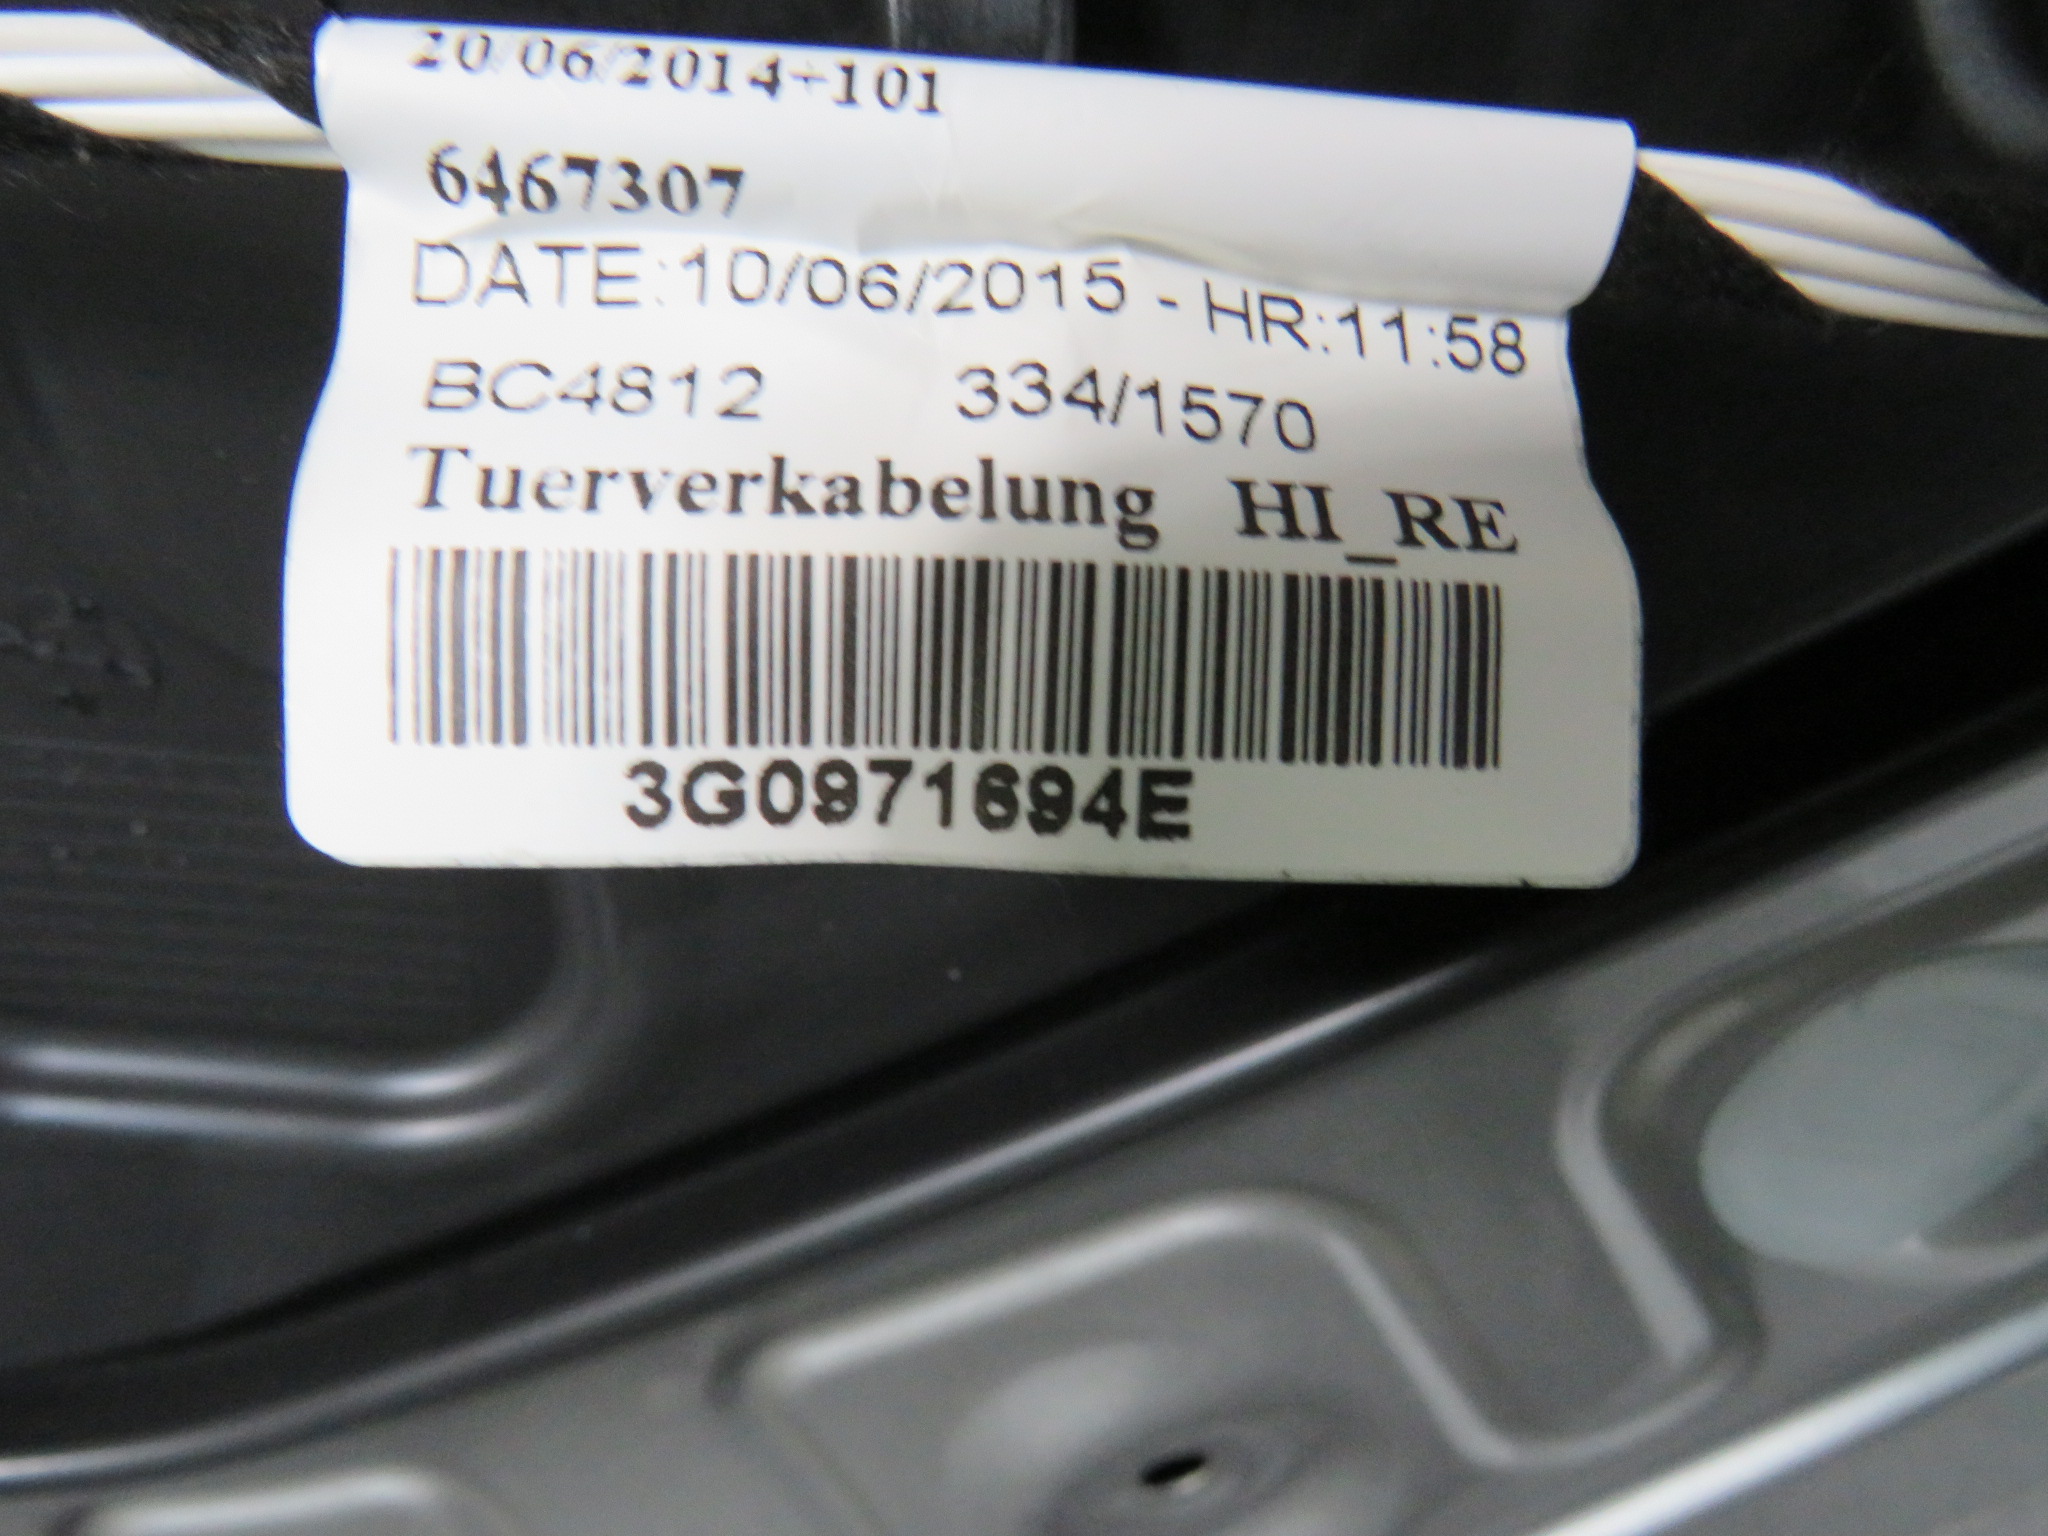 20/06/2014+101
6467307
DATE:10/06/2015 - HR:11:58
BC4812 334/1570
Tuerverkabelung HI_RE
3G0971694E